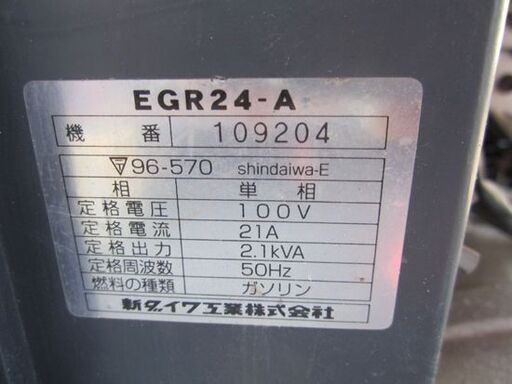 EGR24-A
機番 109204
▽96-570 shindaiwa-E
相 単相
定格電圧 100V
定格電流 21A
定格出力 2.1kVA
定格周波数 50Hz
燃料の種類 ガソリン
新ダイワ工業株式会社